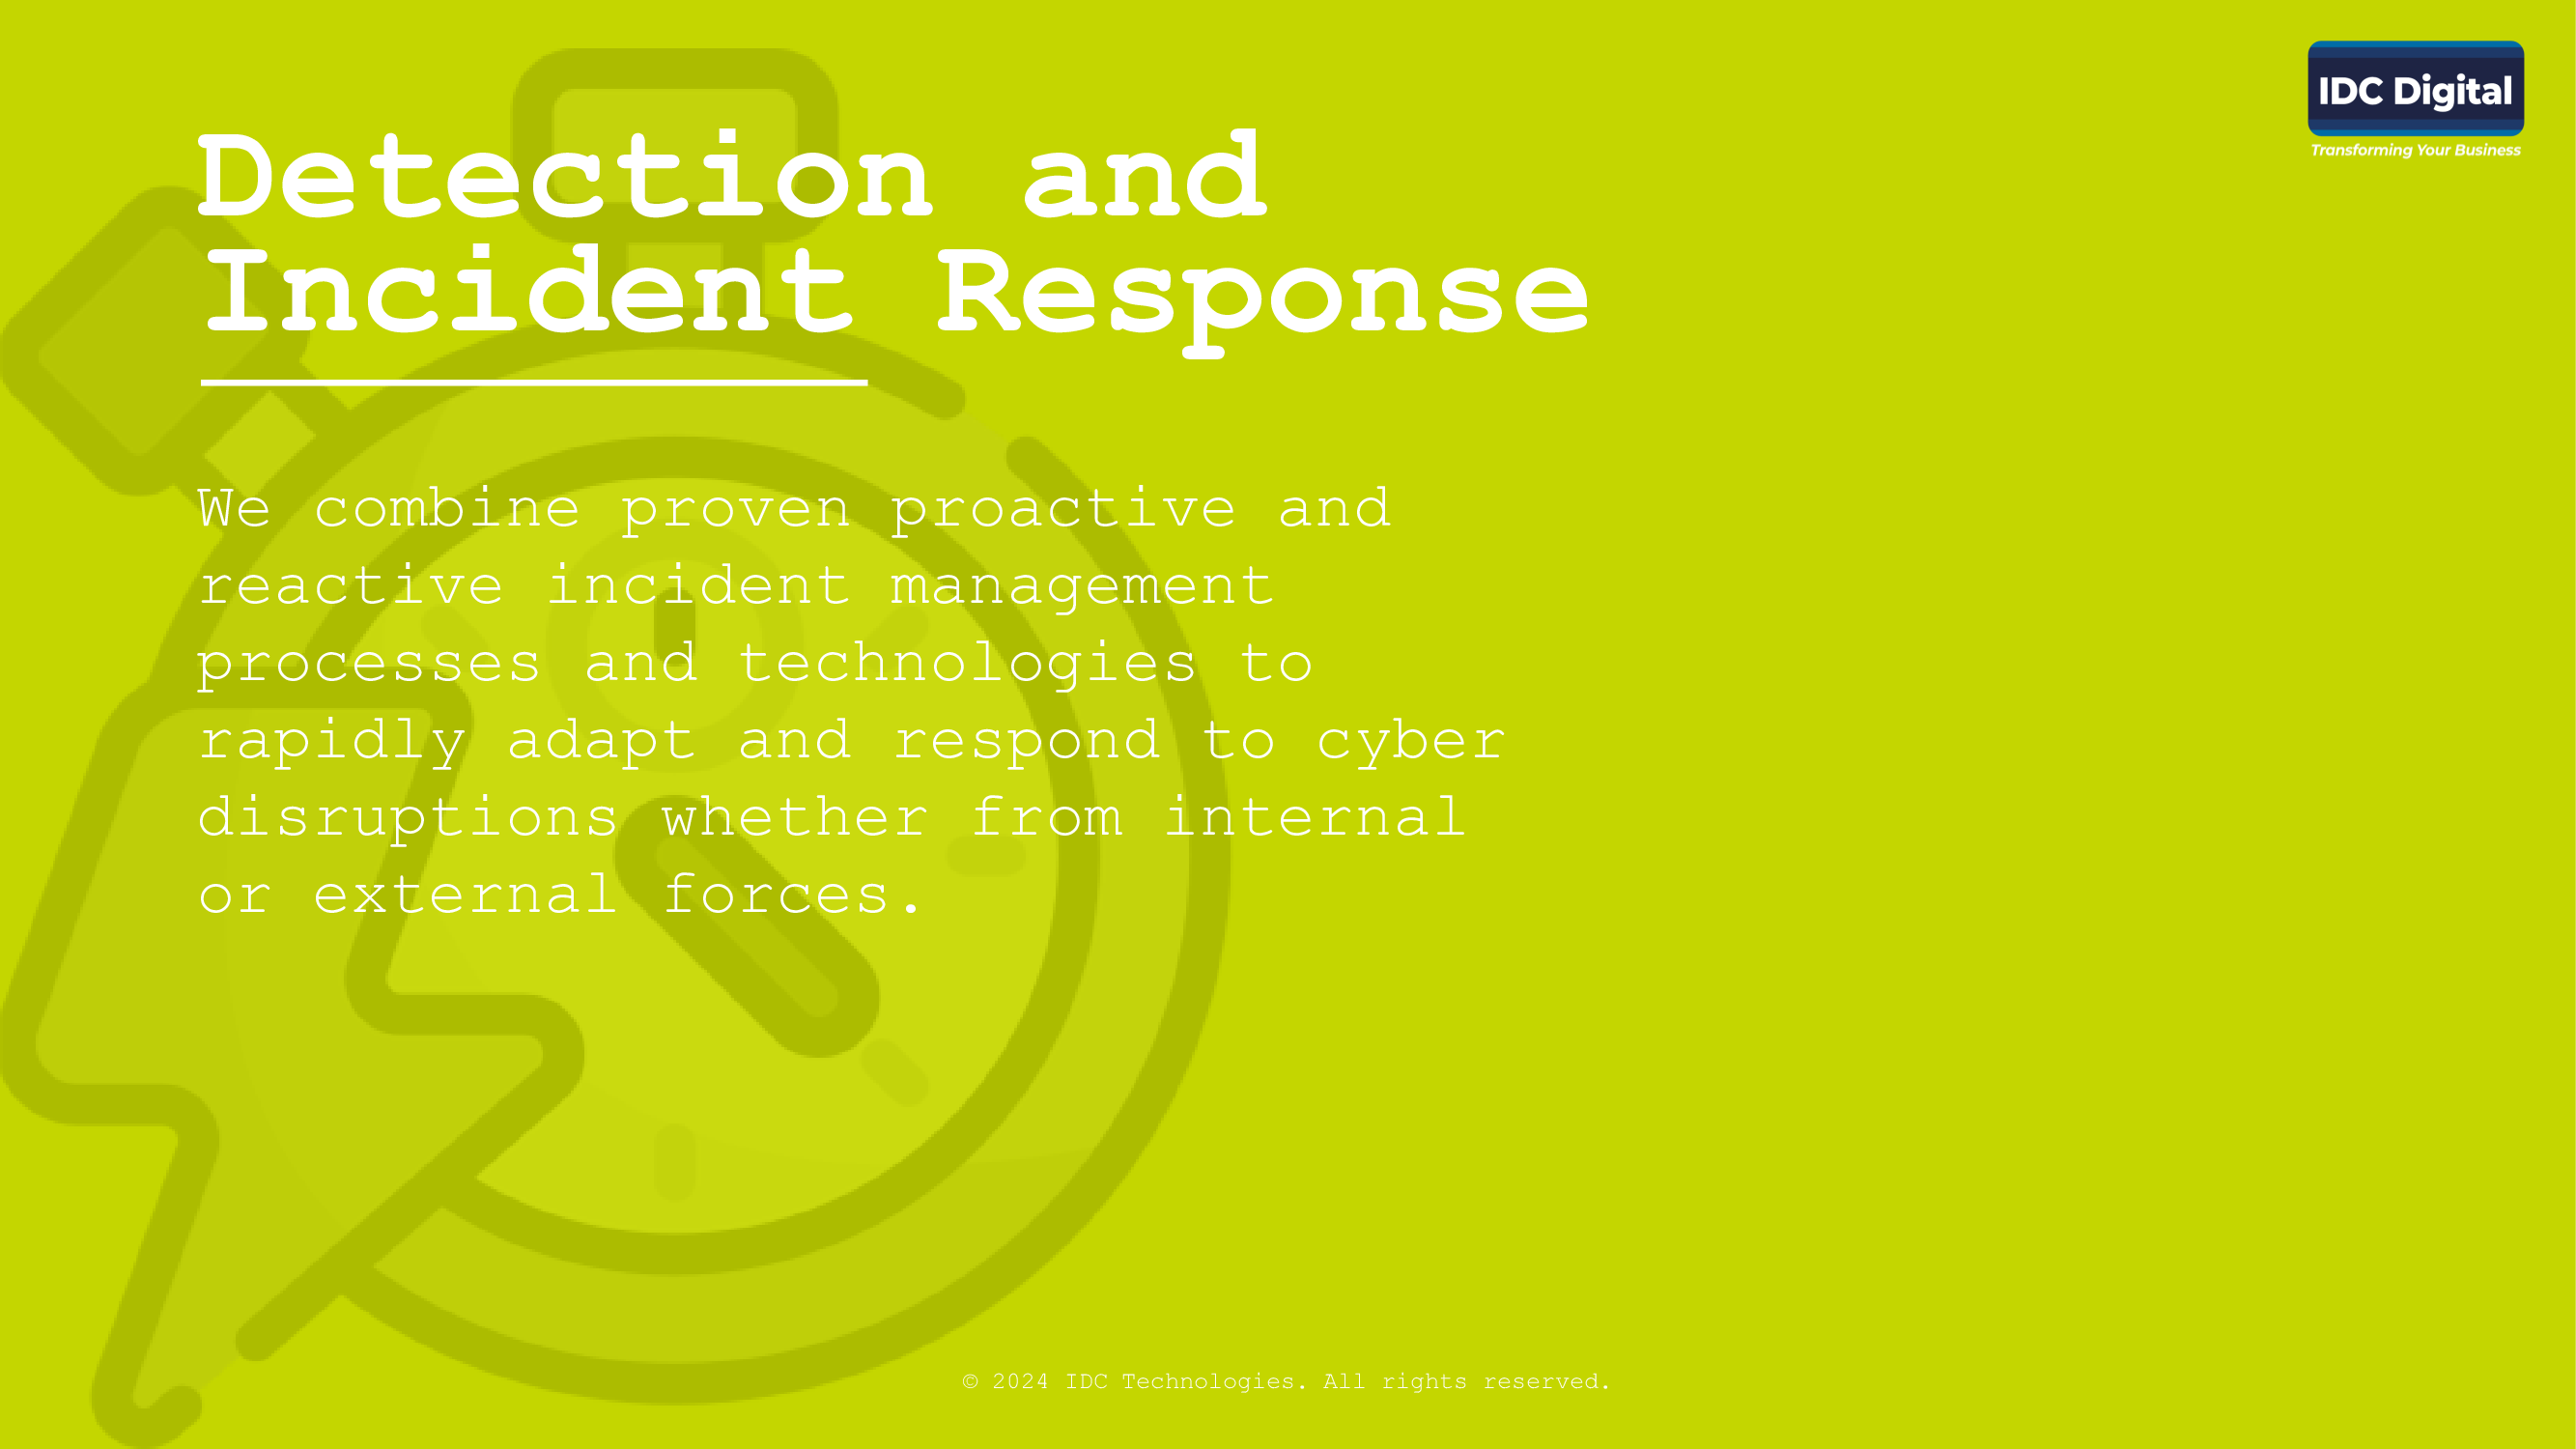 IDC Digital
Transforming Your Business
Detection and
Incident Response
We combine proven proactive and
reactive incident management
processes and technologies to
rapidly adapt and respond to cyber
disruptions whether from internal
or external forces.
© 2024 IDC Technologies. All rights reserved.